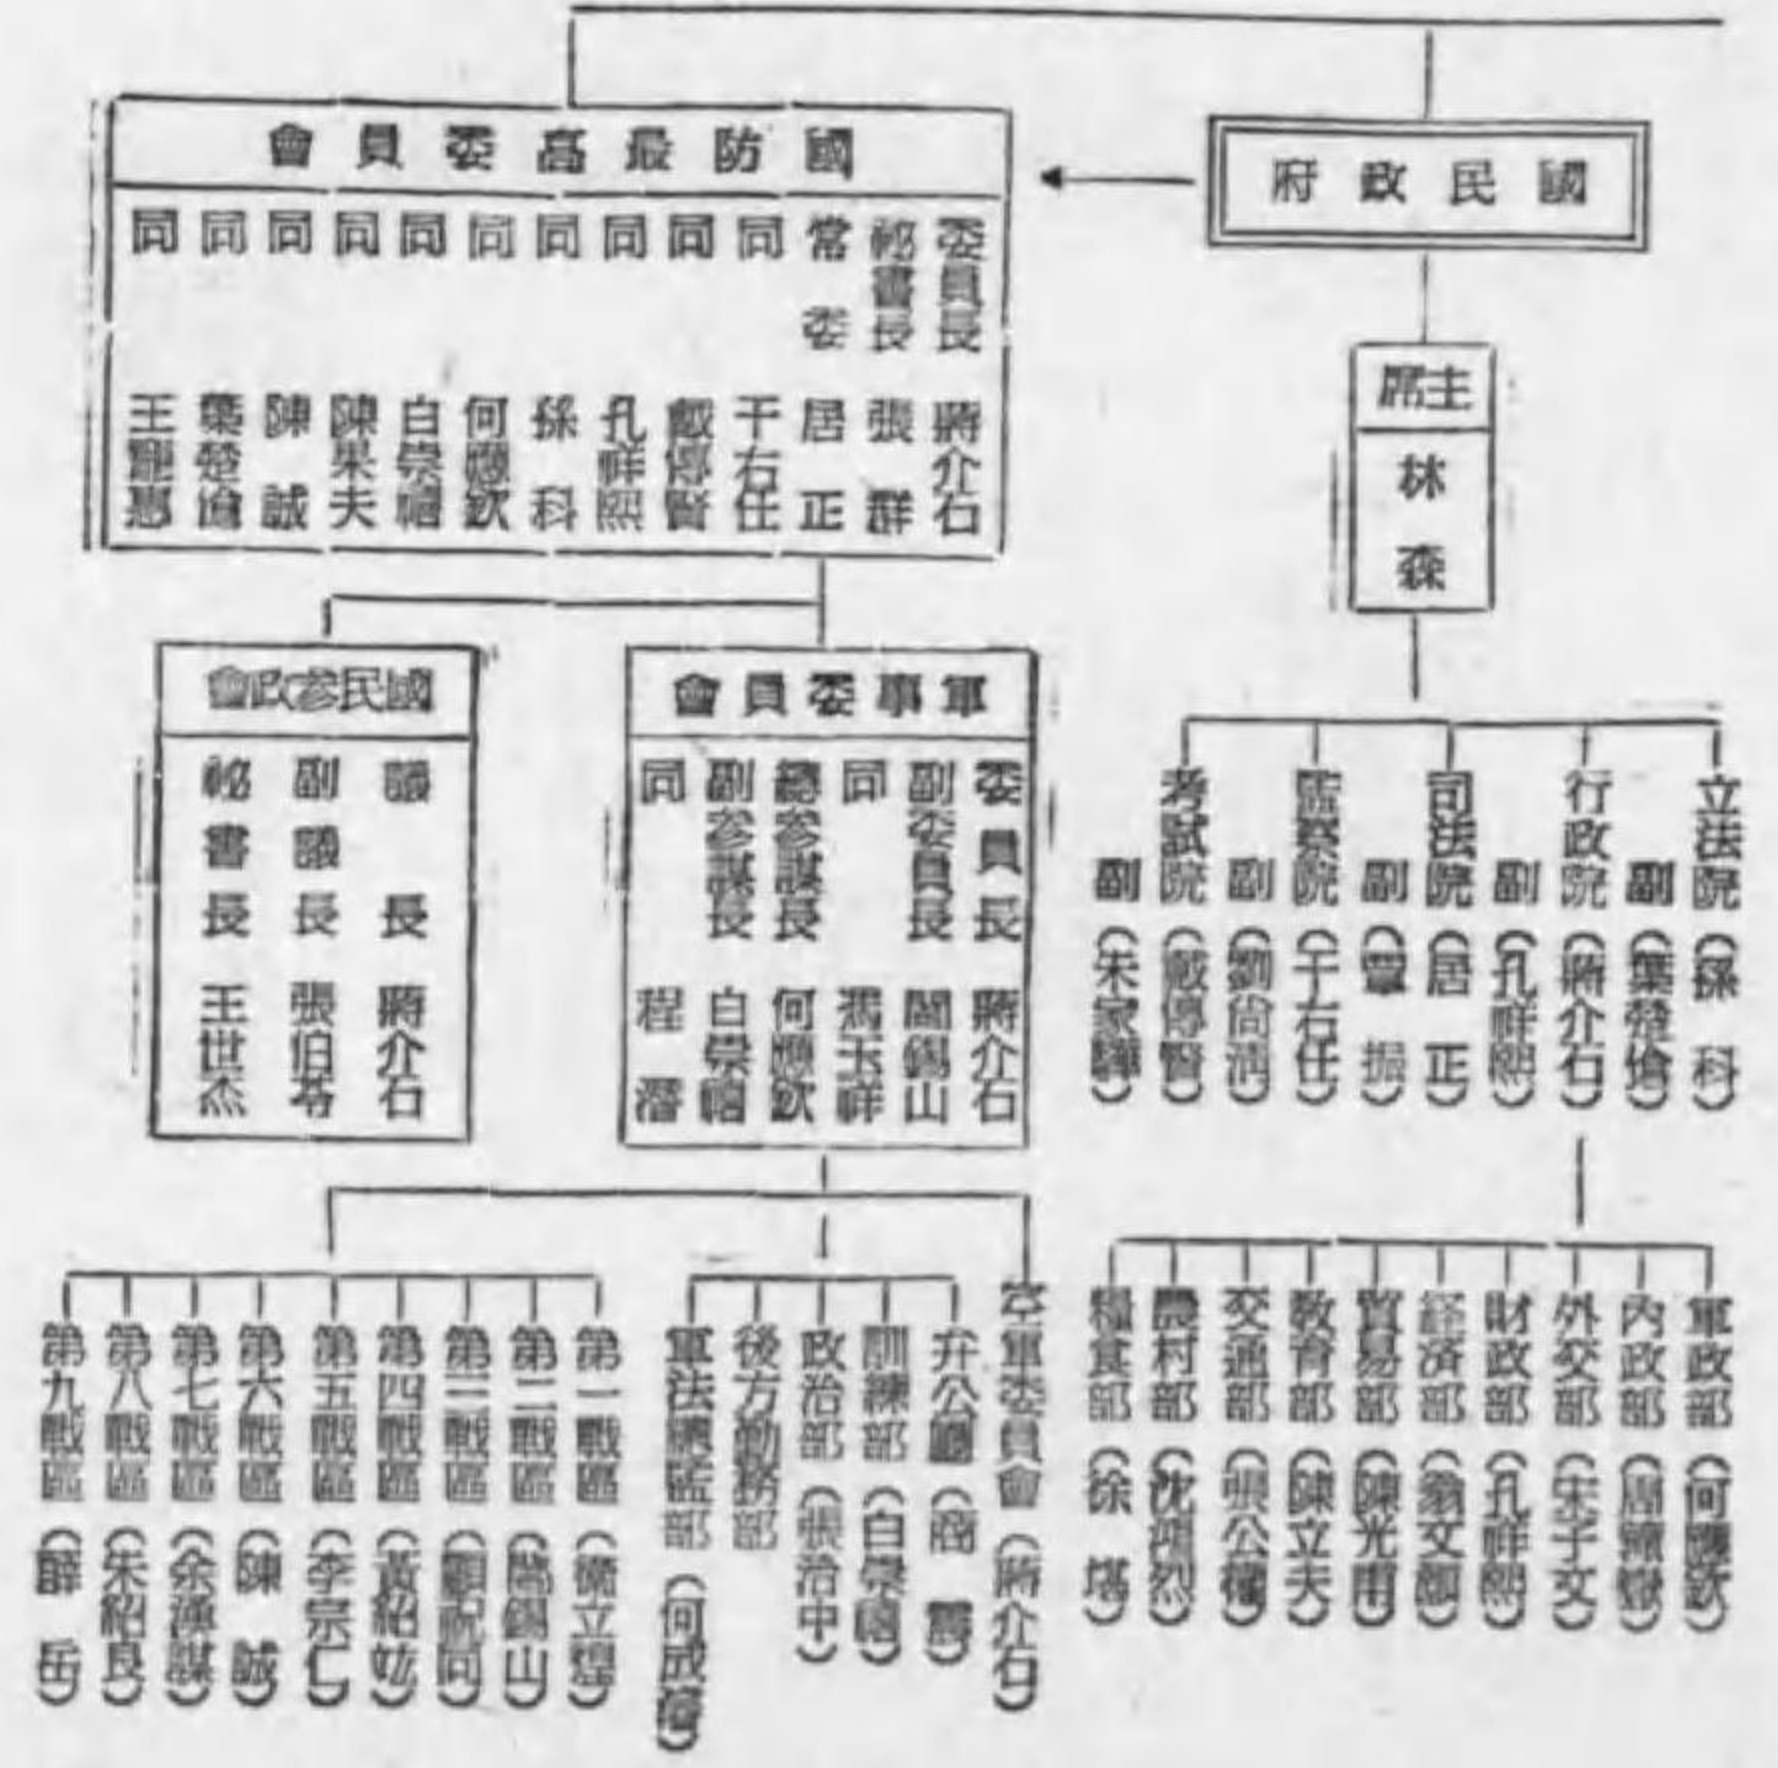 國民政府
主席
林森
立法院（孫科）
副（葉楚愴）
行政院（蔣介石）
副（孔祥熙）
司法院（居正）
副（覃振）
監察院（于右任）
副（劉尙淸）
考試院（戴停賢）
副（朱家驊）
軍政部（何應欽）
內政部
外交部（宋子文）
財政部（孔祥熙）
経済部（翁文灝）
貿易部（陳光甫）
教育部（陳立夫）
交通部（張公權）
農村部（沈鴻烈）
糧食部（徐堪）
國防最高委員會
委員長 蔣介石
祕書長 張群
常委 居正
同 干右任
同 戴停賢
同 孔祥熙
同 孫科
同 何應欽
同 白崇禧
同 陳果夫
同 陳誠
同 葉楚愴
同 王寵惠
軍事委員會
委員長 蔣介石
副委員長 閻錫山
同 馮玉祥
總參謀長 何應欽
副參謀長 白崇禧
同 程潛
國民参政會
議長 蔣介石
副議長 張伯苓
祕書長 王世杰
空軍委員會（蔣介石）
弁公廳（商震）
訓練部（白崇禧）
政治部（張治中）
後方勤務部
軍法總監部（何成濬）
第一戰區（衞立煌）
第二戰區（閻錫山）
第三戰區（顧祝同）
第四戰區（黃紹竑）
第五戰區（李宗仁）
第六戰區（陳誠）
第七戰區（余漢謀）
第八戰區（朱紹良）
第九戰區（薛岳）